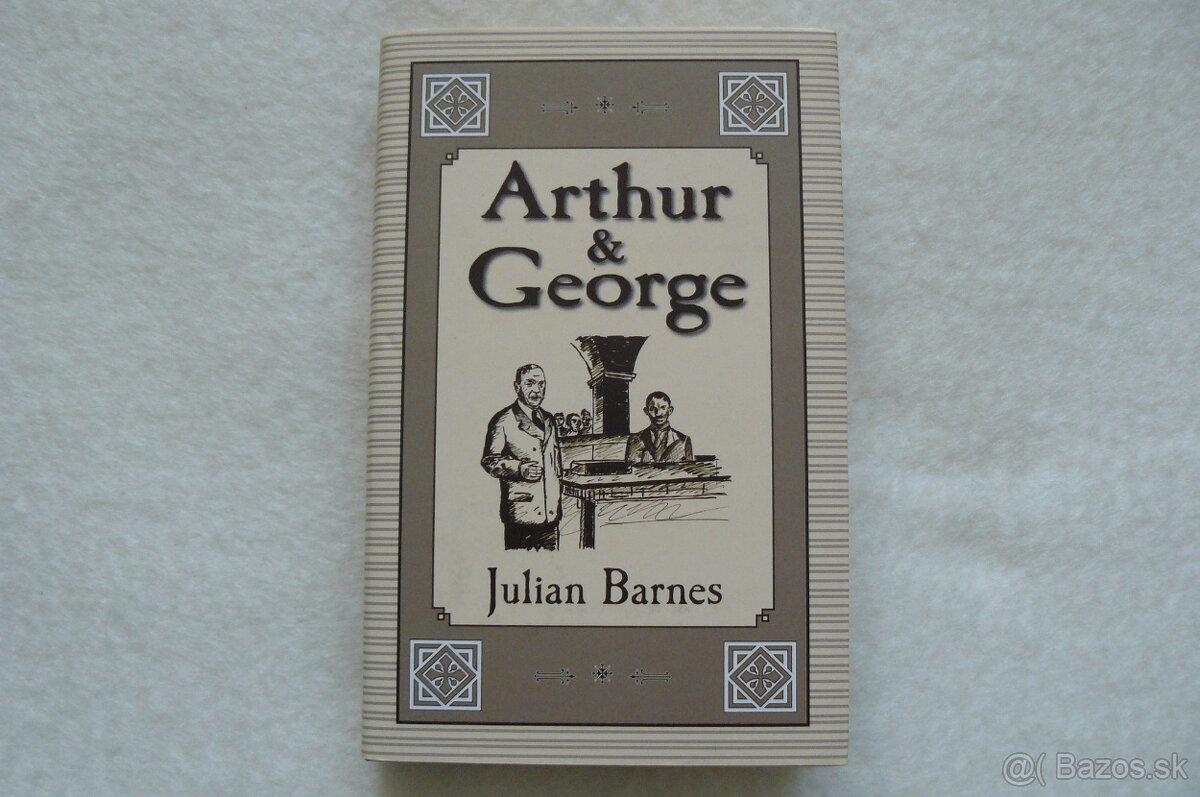 Arthur
&
George
Julian Barnes
@( Bazos.sk